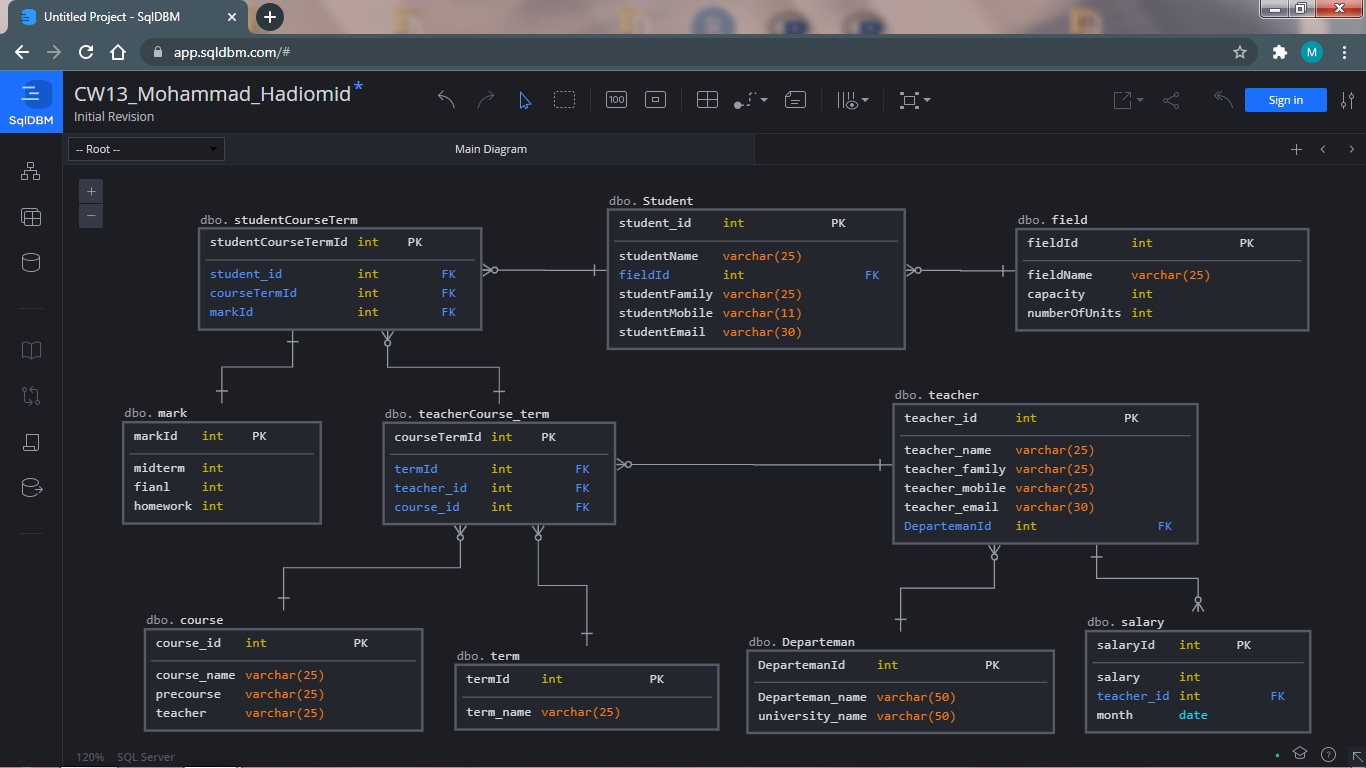 Untitled Project - SqlDBM
app.sqldbm.com/#
M
SqlDBM
CW13_Mohammad_Hadiomid*
Initial Revision
100
Sign in
-- Root --
Main Diagram
dbo. studentCourseTerm
studentCourseTermId int PK
student_id int FK
courseTermId int FK
markId int FK
dbo. Student
student_id int PK
studentName varchar(25)
fieldId int FK
studentFamily varchar(25)
studentMobile varchar(11)
studentEmail varchar(30)
dbo. field
fieldId int PK
fieldName varchar(25)
capacity int
numberOfUnits int
dbo. mark
markId int PK
midterm int
fianl int
homework int
dbo. teacherCourse_term
courseTermId int PK
termId int FK
teacher_id int FK
course_id int FK
dbo. teacher
teacher_id int PK
teacher_name varchar(25)
teacher_family varchar(25)
teacher_mobile varchar(25)
teacher_email varchar(30)
DepartemanId int FK
dbo. course
course_id int PK
course_name varchar(25)
precourse varchar(25)
teacher varchar(25)
dbo. term
termId int PK
term_name varchar(25)
dbo. Departeman
DepartemanId int PK
Departeman_name varchar(50)
university_name varchar(50)
dbo. salary
salaryId int PK
salary int
teacher_id int FK
month date
120% SQL Server